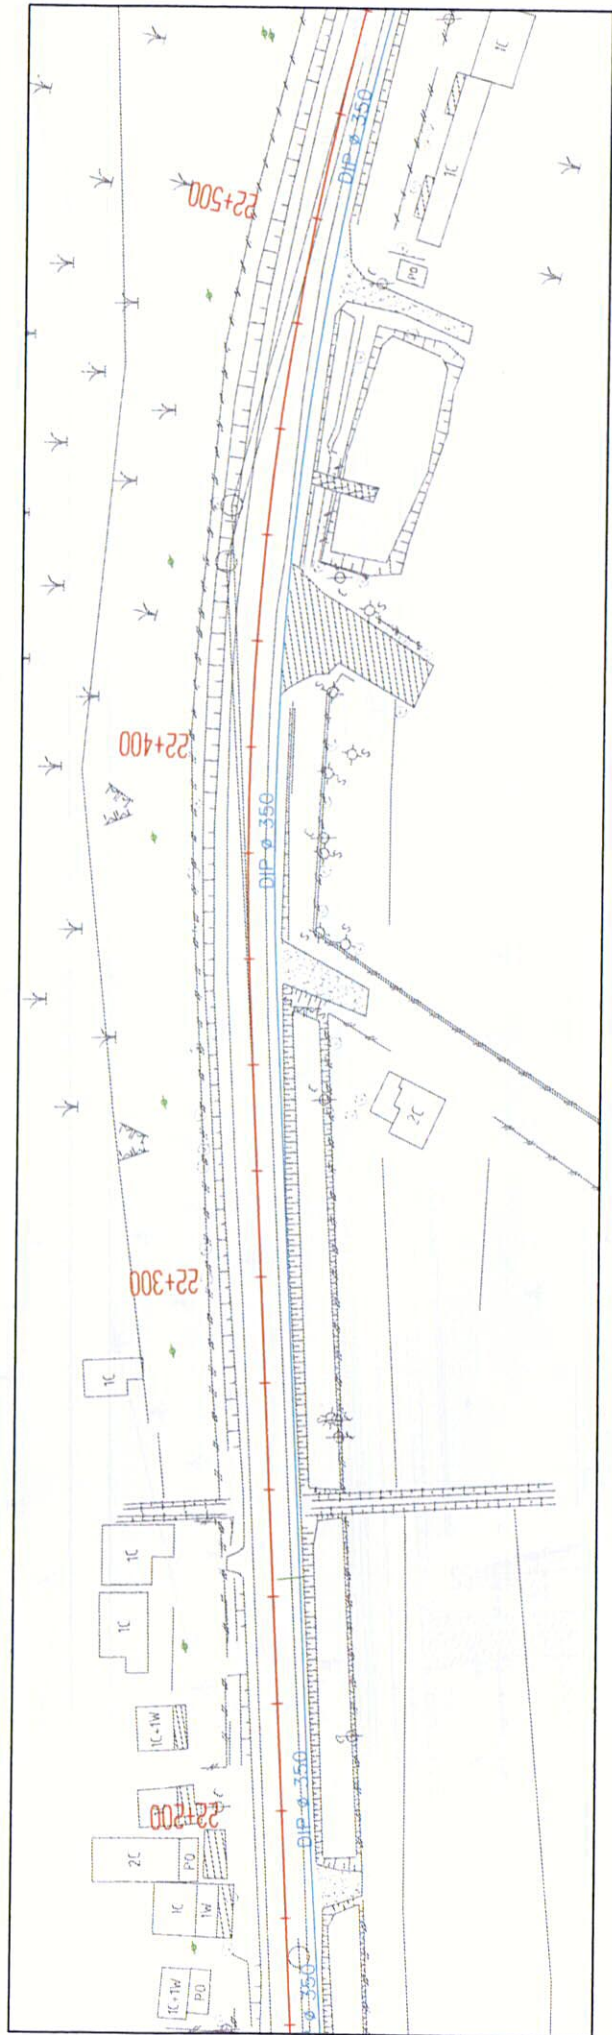 1C
DIP ø 350
1C
22+500
PO
C
C
S
S
22+400
S
S
DIP ø 350
C
S
S
S
C
2C
22+300
1C
C
1C
1C
1C+1W
22+200
DIP ø 350
2C
PO
1C
1W
1C+1W
PO
ø 350